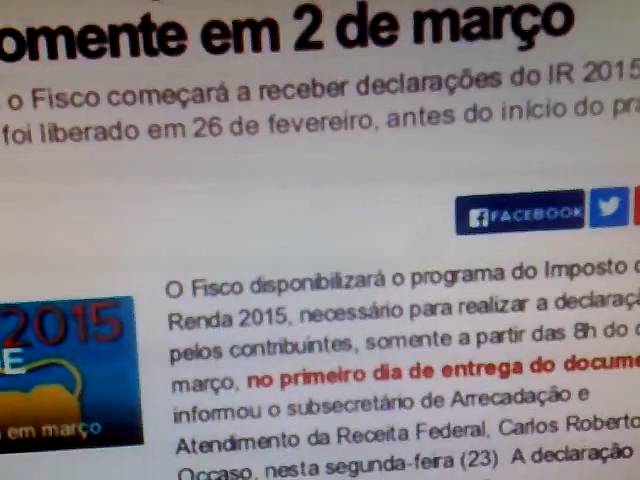 omente em 2 de março
o Fisco começará a receber declarações do IR 2015
foi liberado em 26 de fevereiro, antes do início do
FACEBOOK
O Fisco disponibilizará o programa do Imposto
Renda 2015, necessário para realizar a declaraçã
pelos contribuintes, somente a partir das 8h do
março, no primeiro dia de entrega do docume
informou o subsecretário de Arrecadação e
Atendimento da Receita Federal, Carlos Roberto
Occaso, nesta segunda-feira (23) A declaração
2015
E
em março